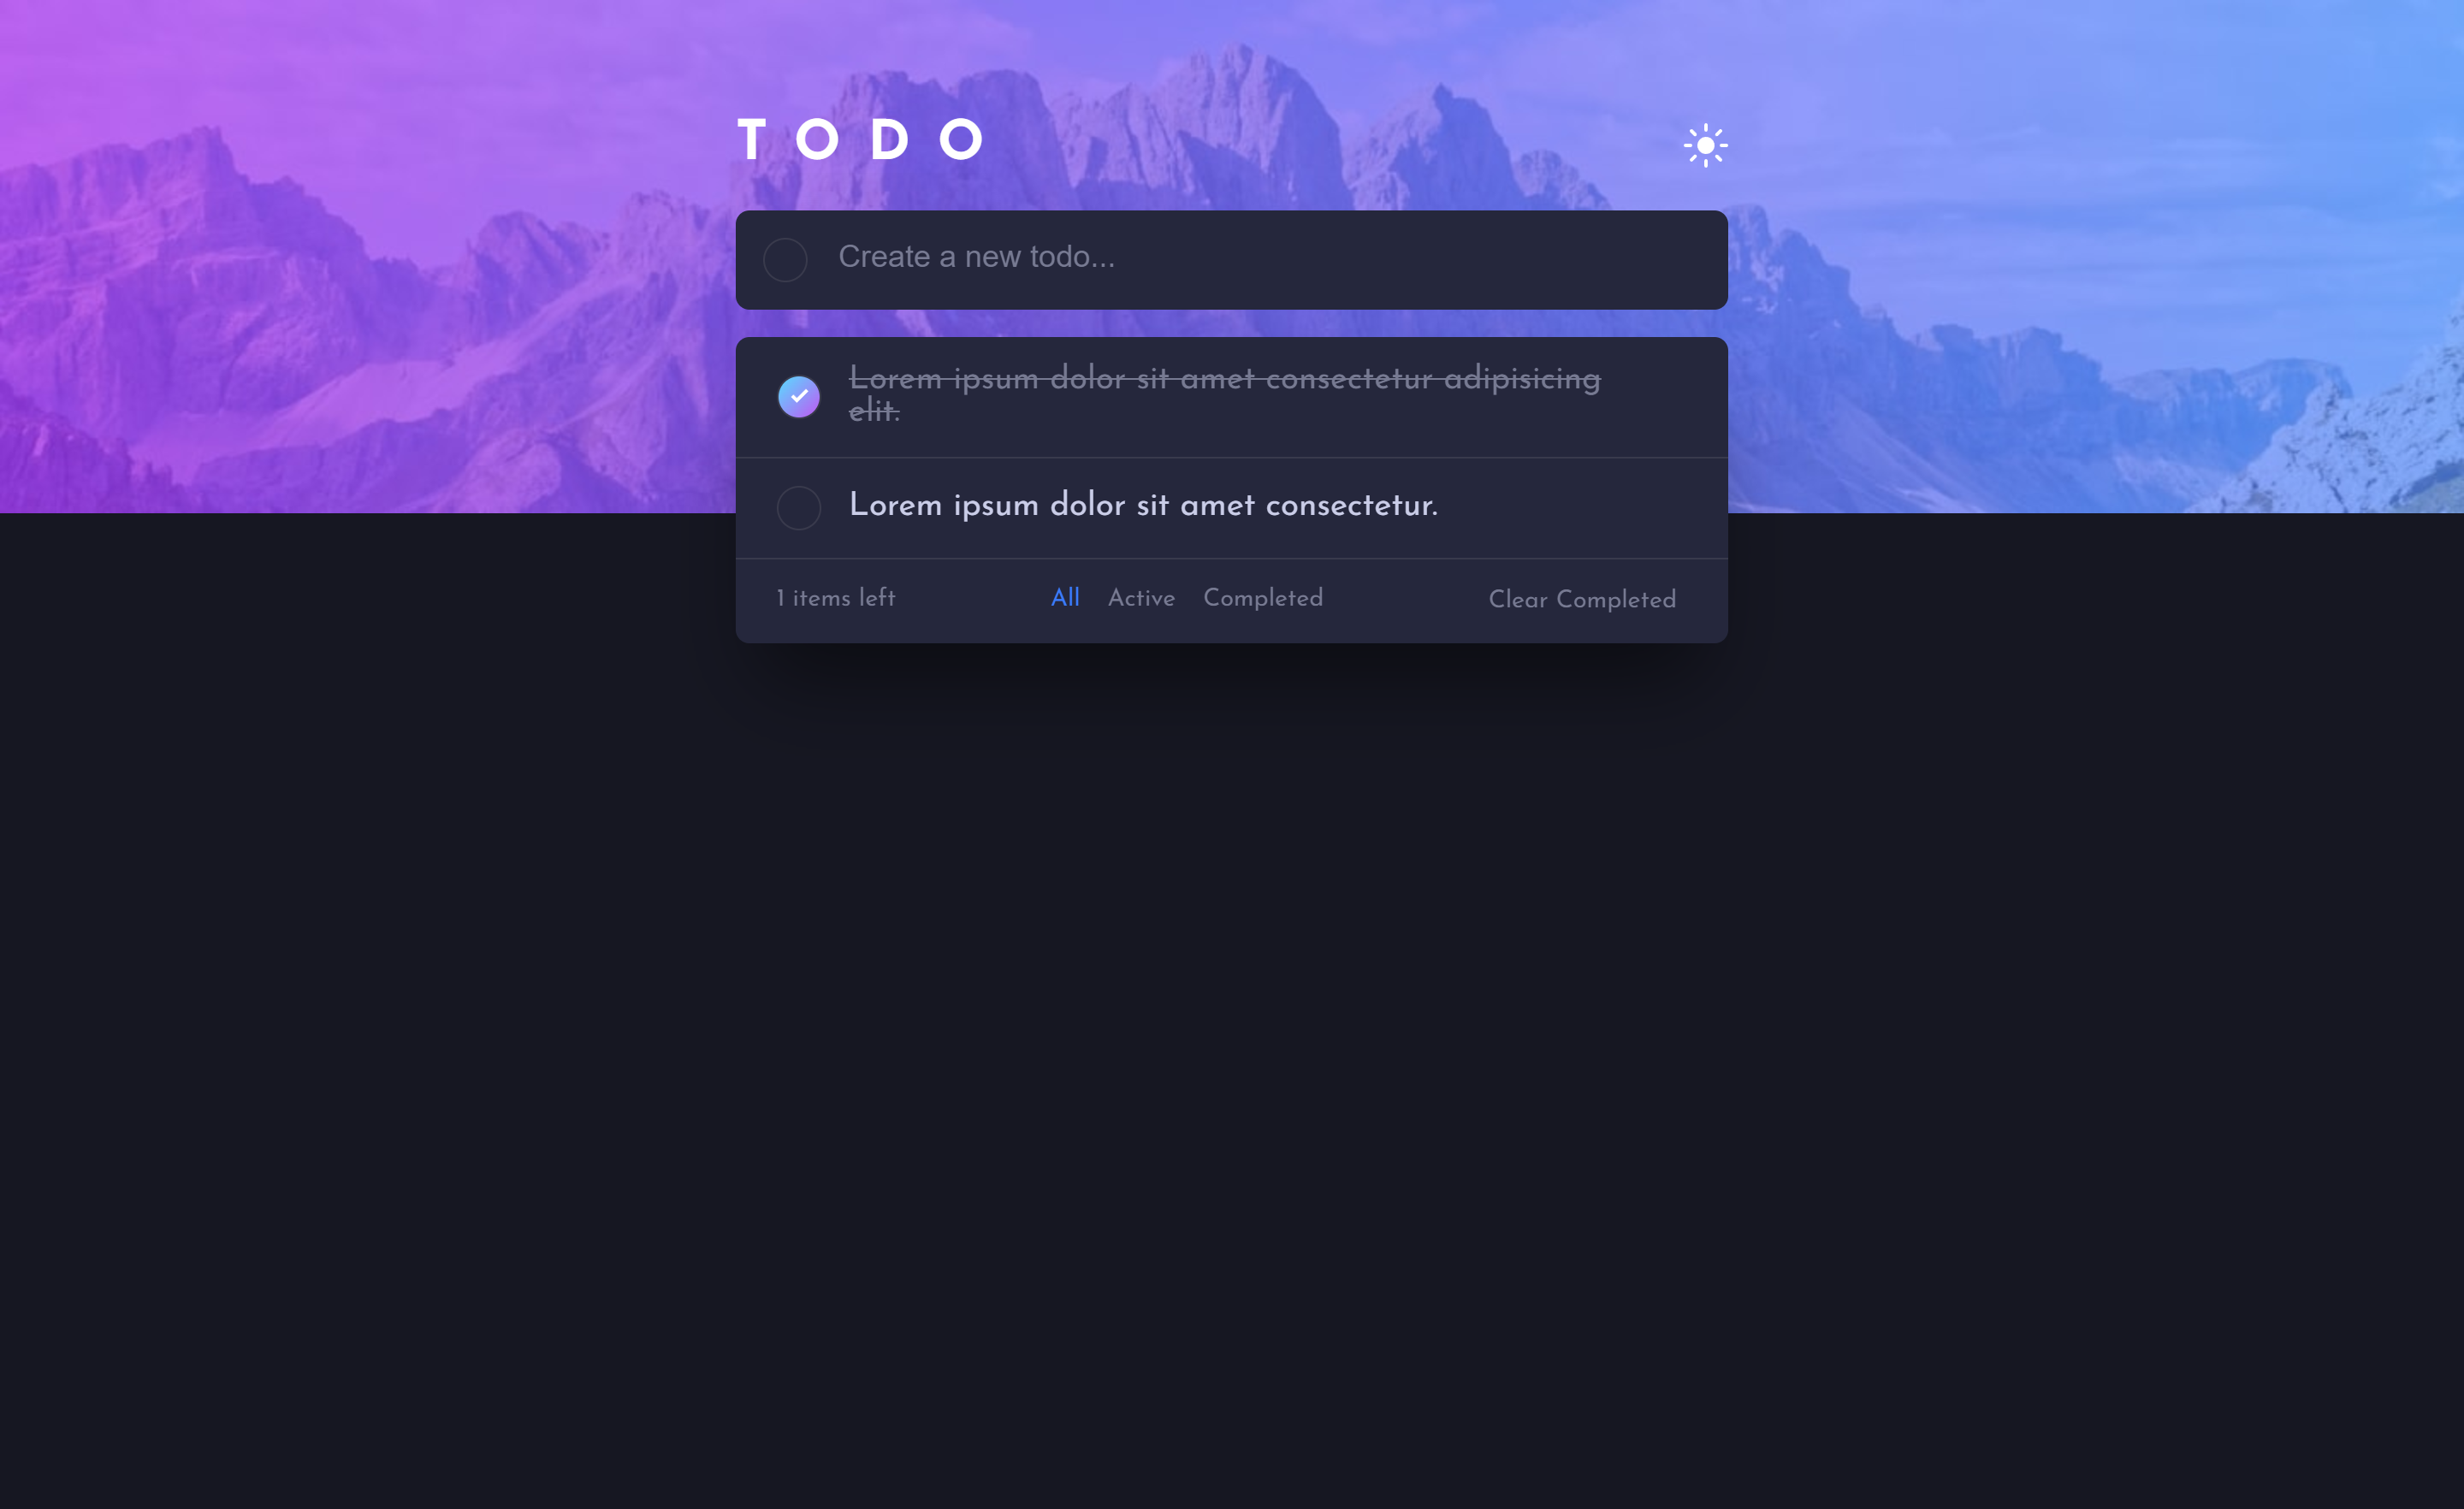 TODO
Create a new todo...
Lorem ipsum dolor sit amet consectetur adipisicing
elit.
Lorem ipsum dolor sit amet consectetur.
1 items left All Active Completed Clear Completed